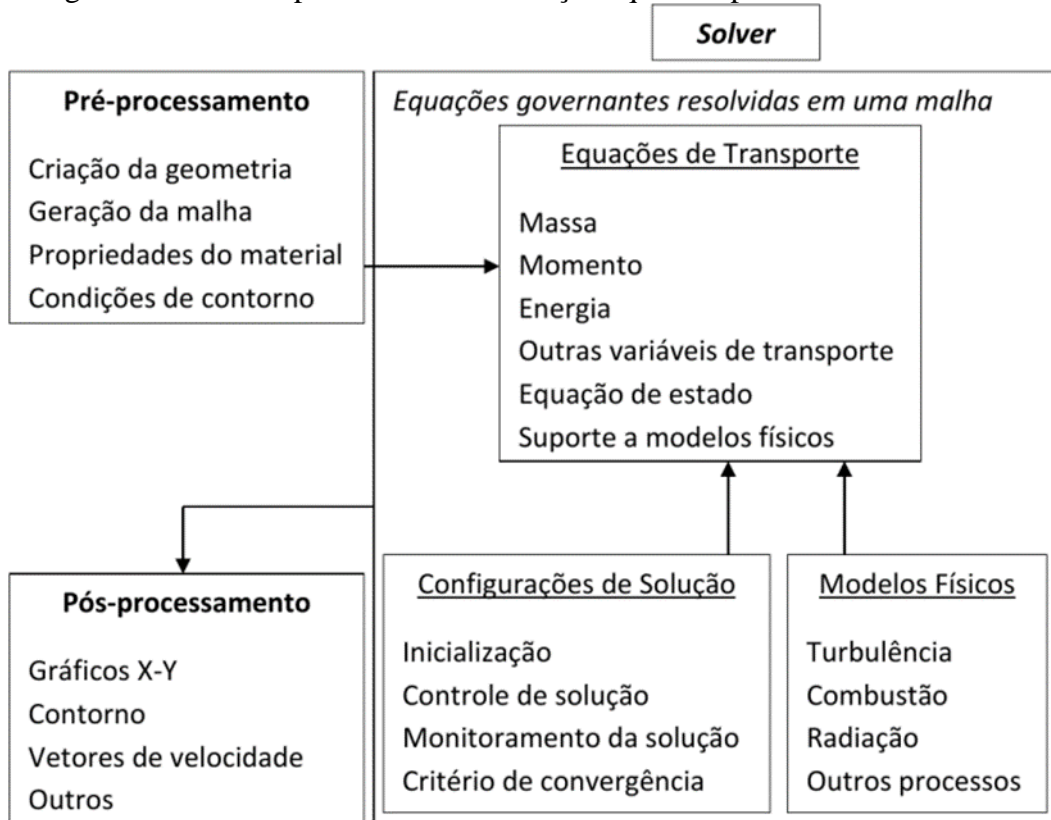 Solver
Pré-processamento
Criação da geometria
Geração da malha
Propriedades do material
Condições de contorno
Equações governantes resolvidas em uma malha
Equações de Transporte
Massa
Momento
Energia
Outras variáveis de transporte
Equação de estado
Suporte a modelos físicos
Pós-processamento
Gráficos X-Y
Contorno
Vetores de velocidade
Outros
Configurações de Solução
Inicialização
Controle de solução
Monitoramento da solução
Critério de convergência
Modelos Físicos
Turbulência
Combustão
Radiação
Outros processos